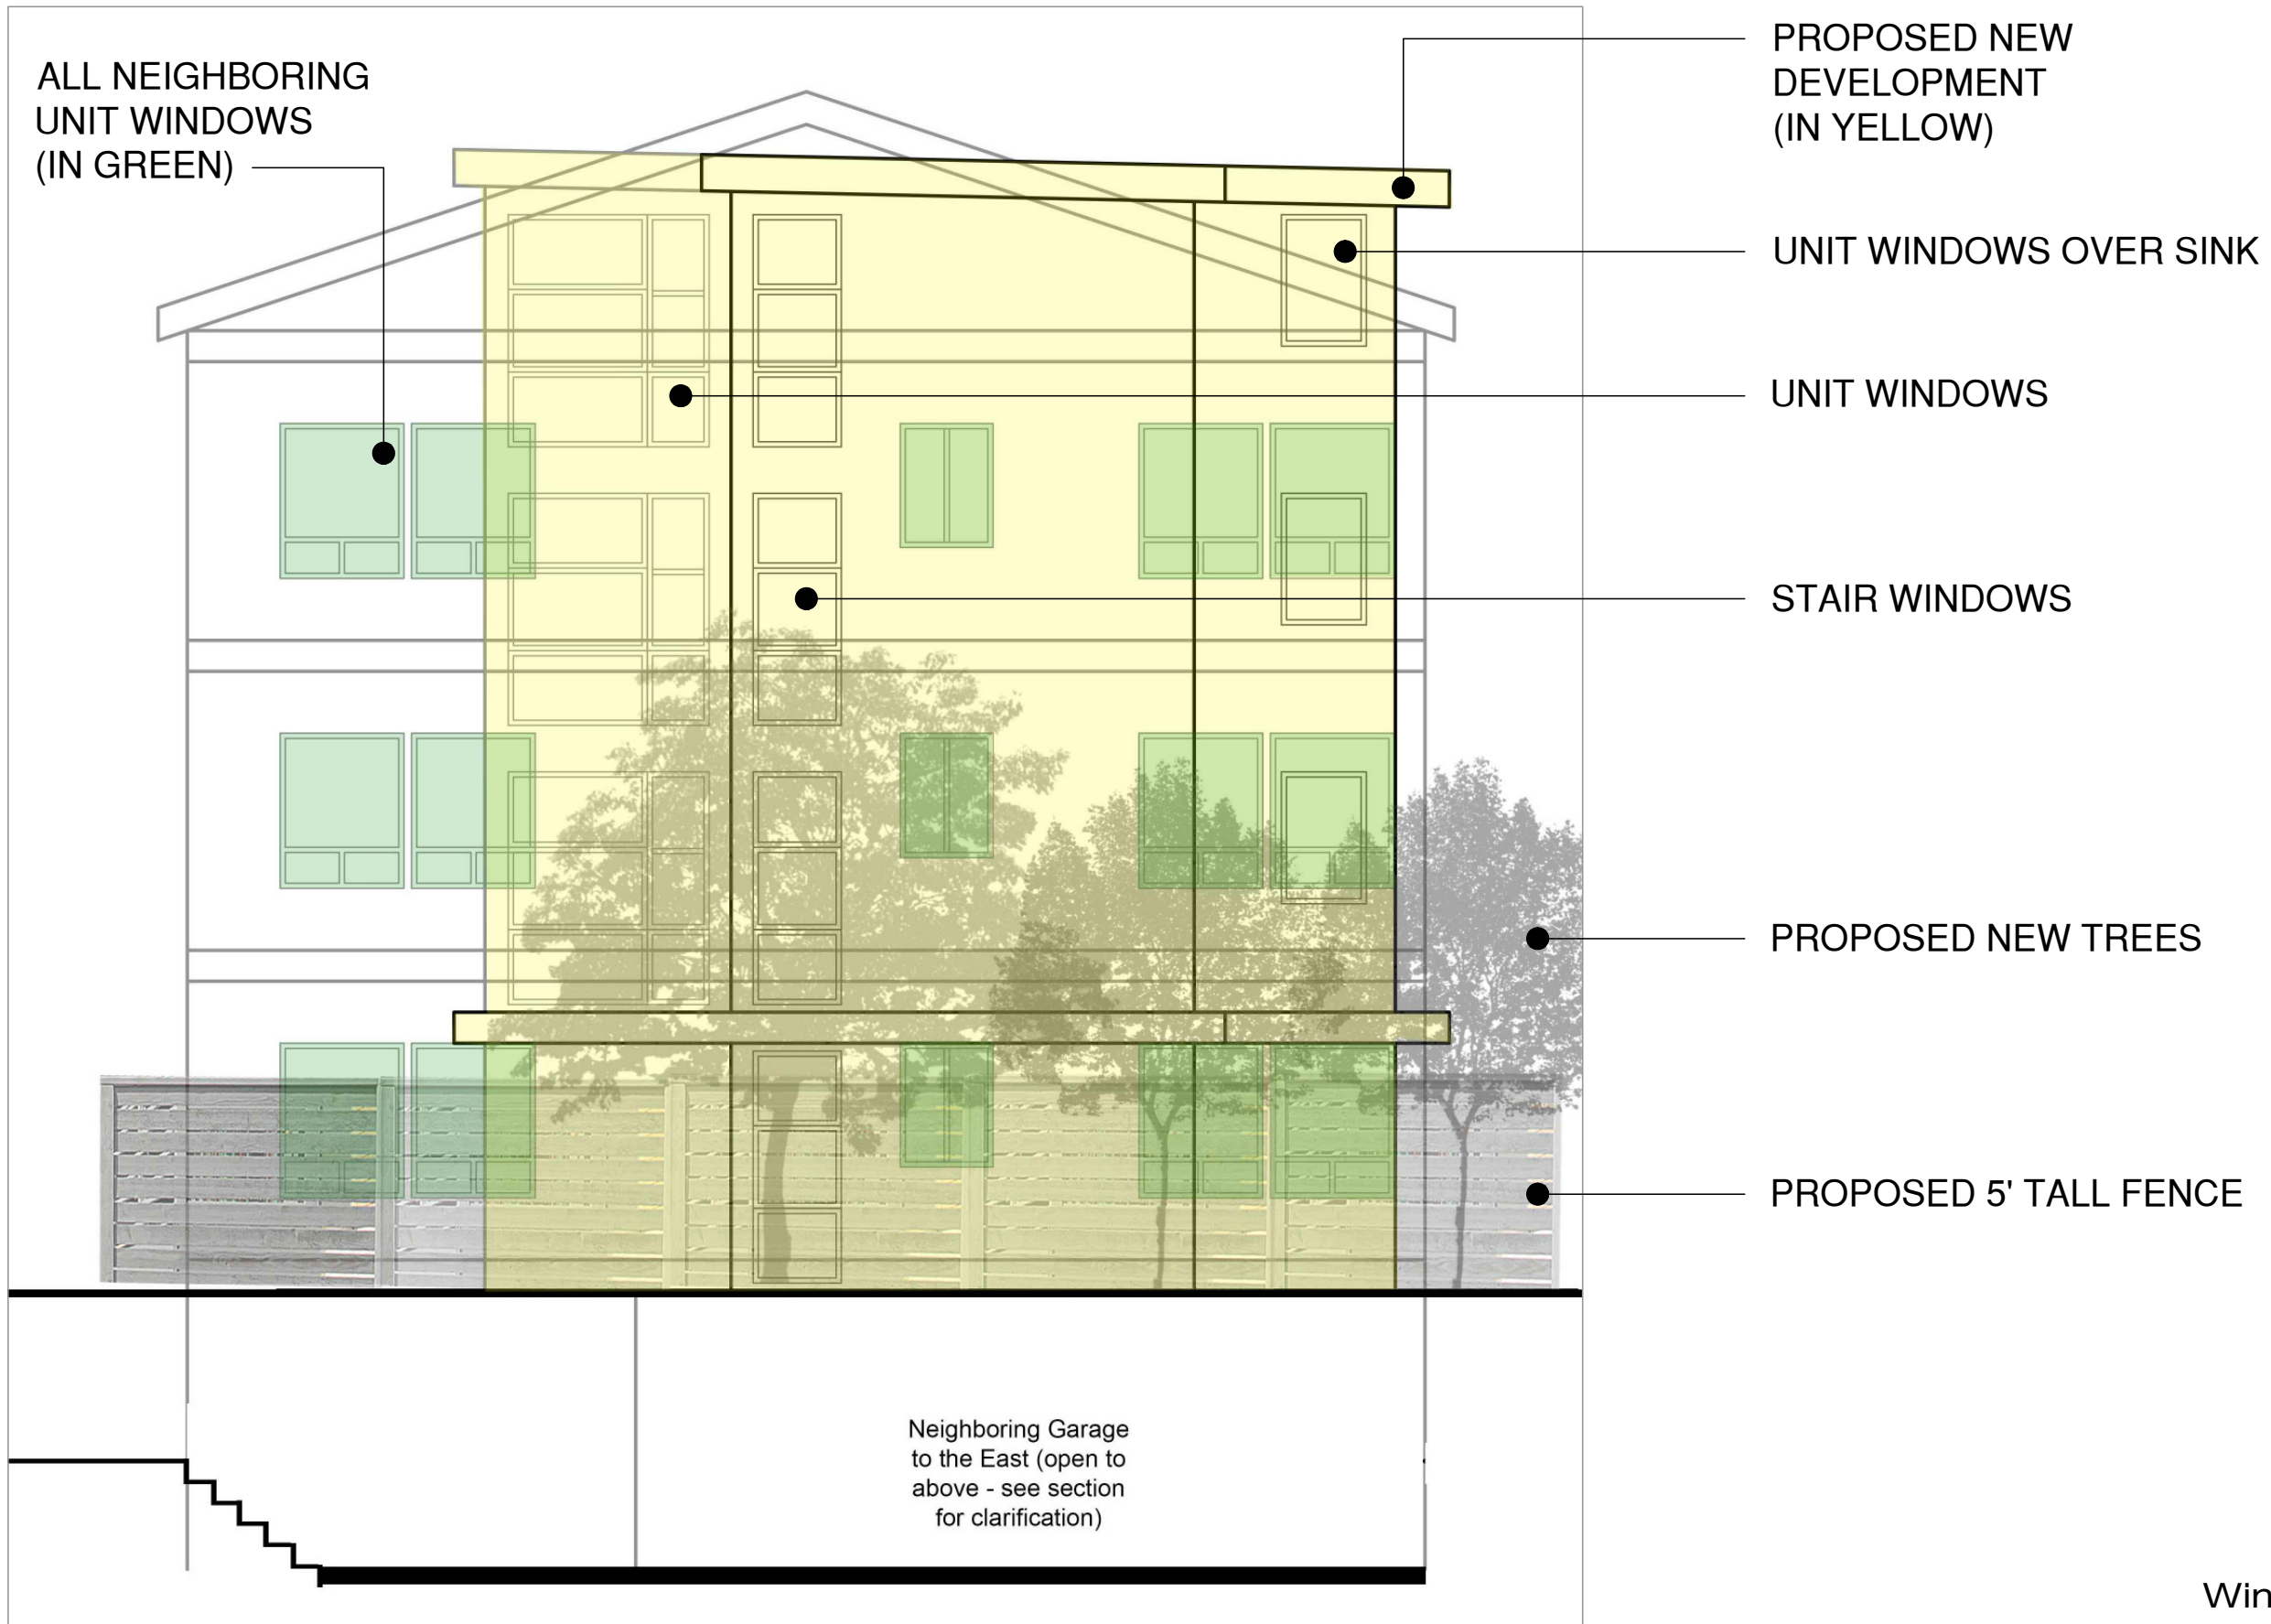 ALL NEIGHBORING
UNIT WINDOWS
(IN GREEN)
PROPOSED NEW
DEVELOPMENT
(IN YELLOW)
UNIT WINDOWS OVER SINK
UNIT WINDOWS
STAIR WINDOWS
PROPOSED NEW TREES
PROPOSED 5' TALL FENCE
Neighboring Garage
to the East (open to
above - see section
for clarification)
Win